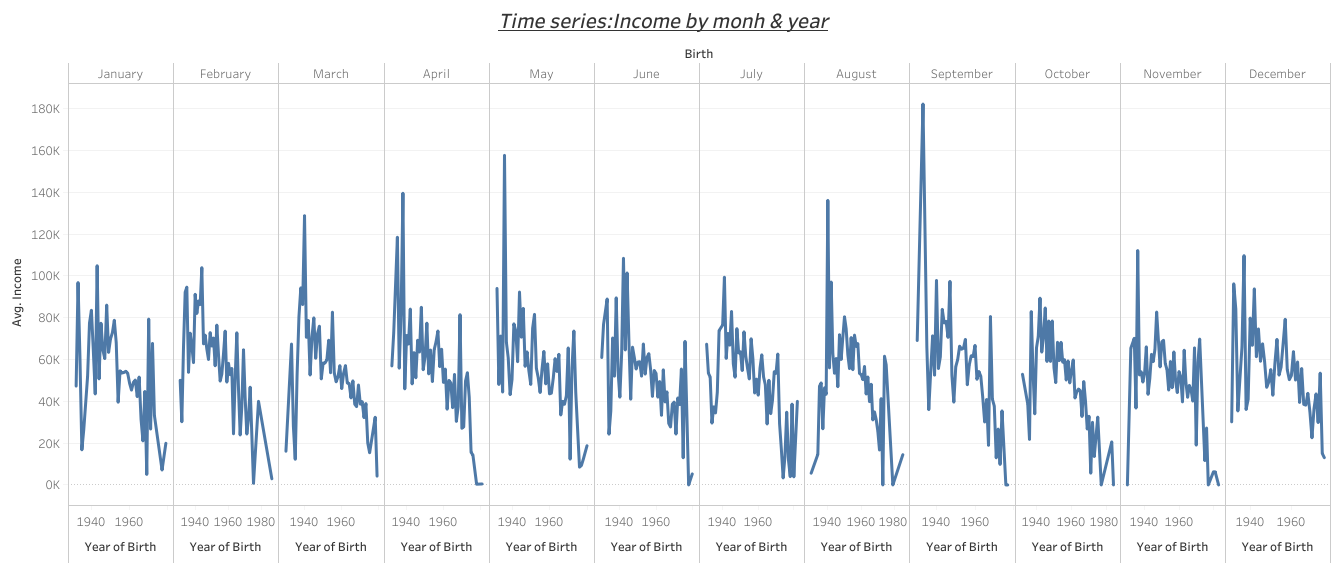 Time series:Income by monh & year
Birth
January February March April May June July August September October November December
180K
160K
140K
120K
100K
80K
60K
40K
20K
0K
Avg. Income
1940 1960 1940 1960 1980 1940 1960 1940 1960 1940 1960 1940 1960 1940 1960 1940 1960 1980 1940 1960 1940 1960 1980 1940 1960 1940 1960
Year of Birth Year of Birth Year of Birth Year of Birth Year of Birth Year of Birth Year of Birth Year of Birth Year of Birth Year of Birth Year of Birth Year of Birth